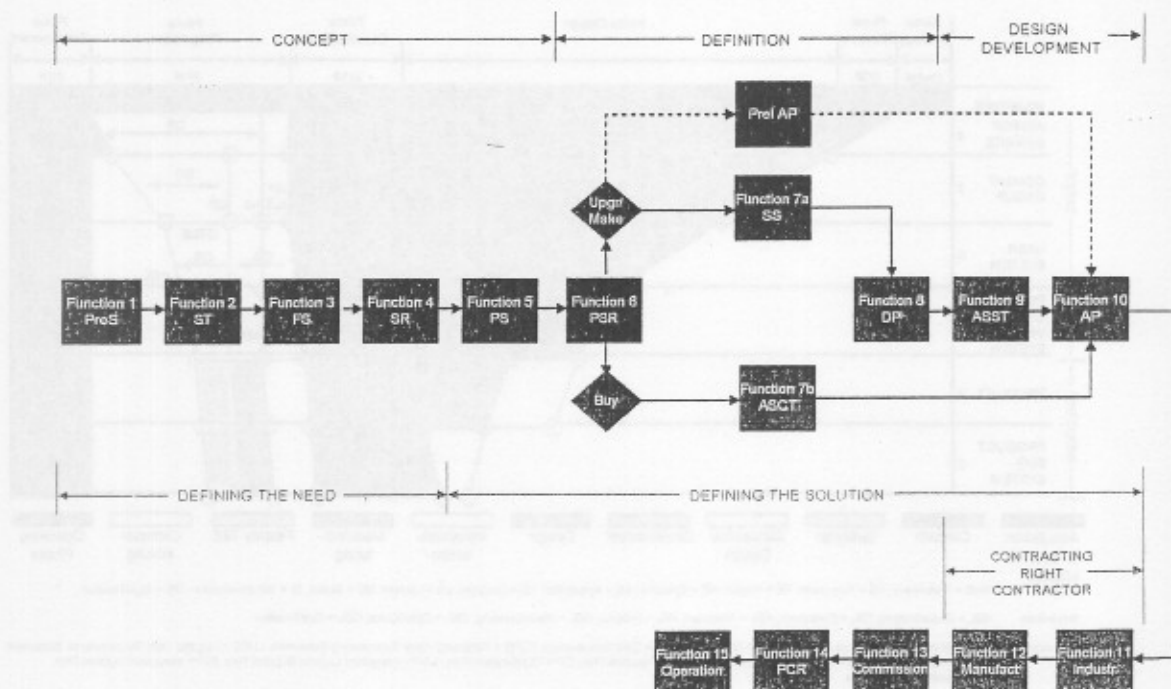 CONCEPT
DEFINITION
DESIGN
DEVELOPMENT
Prel AP
Upgr/
Make
Function 7a
SS
Function 1
ProS
Function 2
ST
Function 3
FS
Function 4
SR
Function 5
PS
Function 6
PSR
Function 8
DP
Function 9
ASST
Function 10
AP
Buy
Function 7b
ASCT
DEFINING THE NEED
DEFINING THE SOLUTION
CONTRACTING
RIGHT
CONTRACTOR
Function 15
Operation
Function 14
PCR
Function 13
Commission
Function 12
Manufact
Function 11
Industr